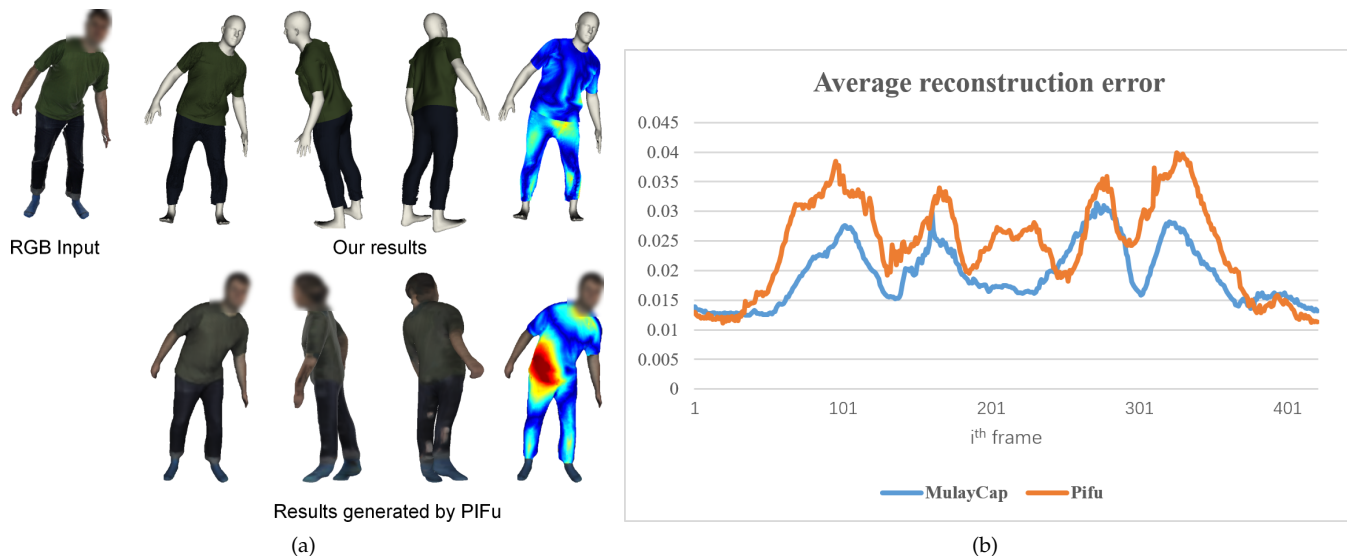 RGB Input
Our results
Results generated by PIFu
(a)
Average reconstruction error
0.045
0.04
0.035
0.03
0.025
0.02
0.015
0.01
0.005
0
1 101 201 301 401
iᵗʰ frame
MulayCap Pifu
(b)